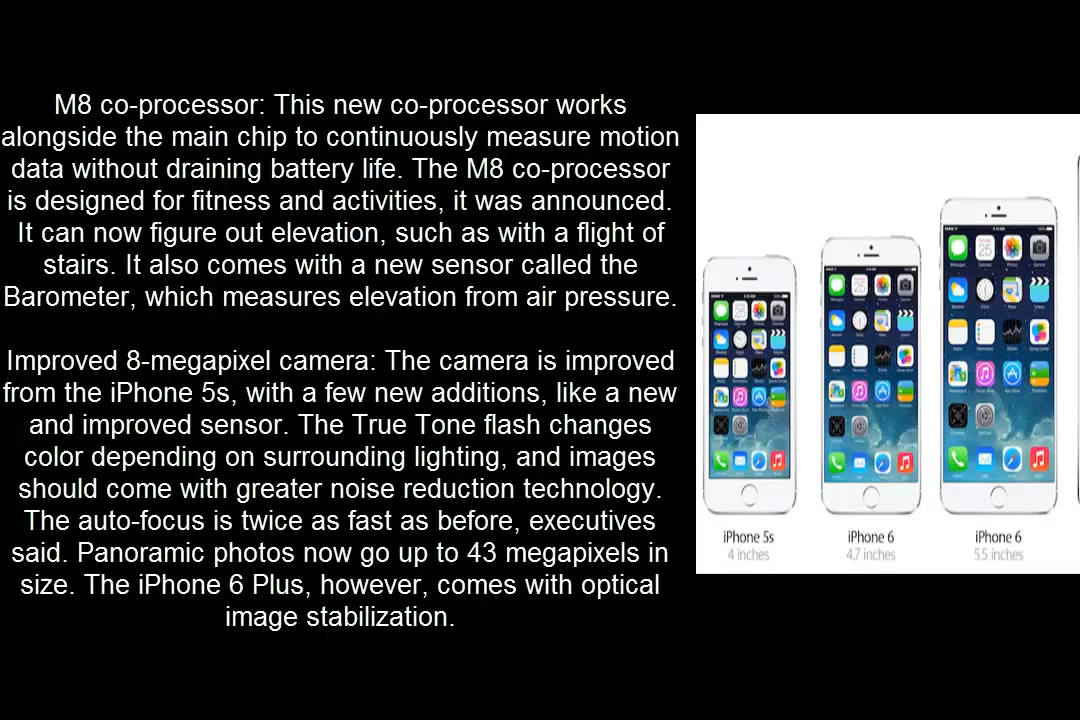 M8 co-processor: This new co-processor works
alongside the main chip to continuously measure motion
data without draining battery life. The M8 co-processor
is designed for fitness and activities, it was announced.
It can now figure out elevation, such as with a flight of
stairs. It also comes with a new sensor called the
Barometer, which measures elevation from air pressure.
Improved 8-megapixel camera: The camera is improved
from the iPhone 5s, with a few new additions, like a new
and improved sensor. The True Tone flash changes
color depending on surrounding lighting, and images
should come with greater noise reduction technology.
The auto-focus is twice as fast as before, executives
said. Panoramic photos now go up to 43 megapixels in
size. The iPhone 6 Plus, however, comes with optical
image stabilization.
iPhone 5s
4 inches
iPhone 6
4.7 inches
iPhone 6
5.5 inches